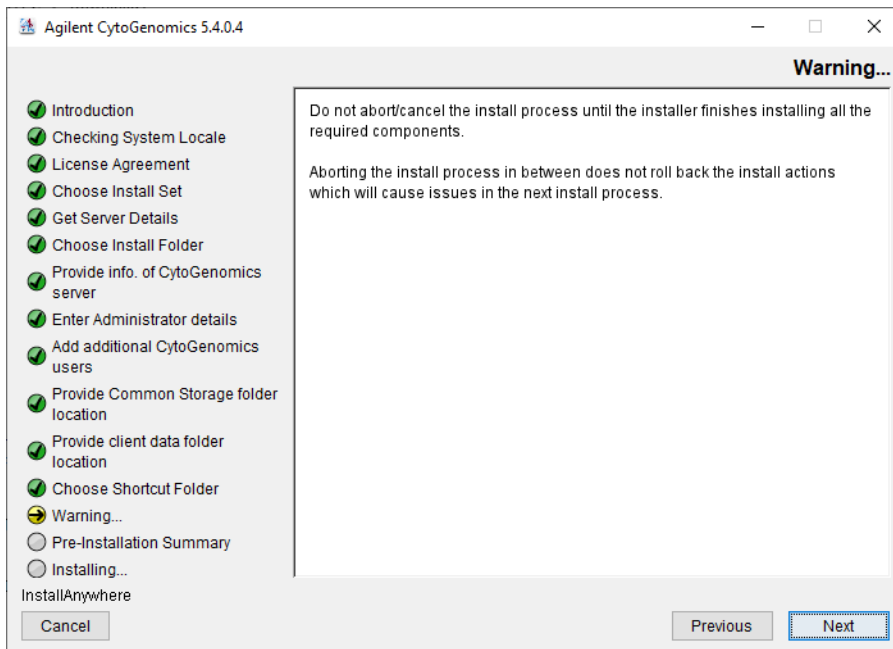 Agilent CytoGenomics 5.4.0.4
Warning...
Introduction
Checking System Locale
License Agreement
Choose Install Set
Get Server Details
Choose Install Folder
Provide info. of CytoGenomics
server
Enter Administrator details
Add additional CytoGenomics
users
Provide Common Storage folder
location
Provide client data folder
location
Choose Shortcut Folder
Warning...
Pre-Installation Summary
Installing...
Do not abort/cancel the install process until the installer finishes installing all the
required components.
Aborting the install process in between does not roll back the install actions
which will cause issues in the next install process.
InstallAnywhere
Cancel
Previous
Next